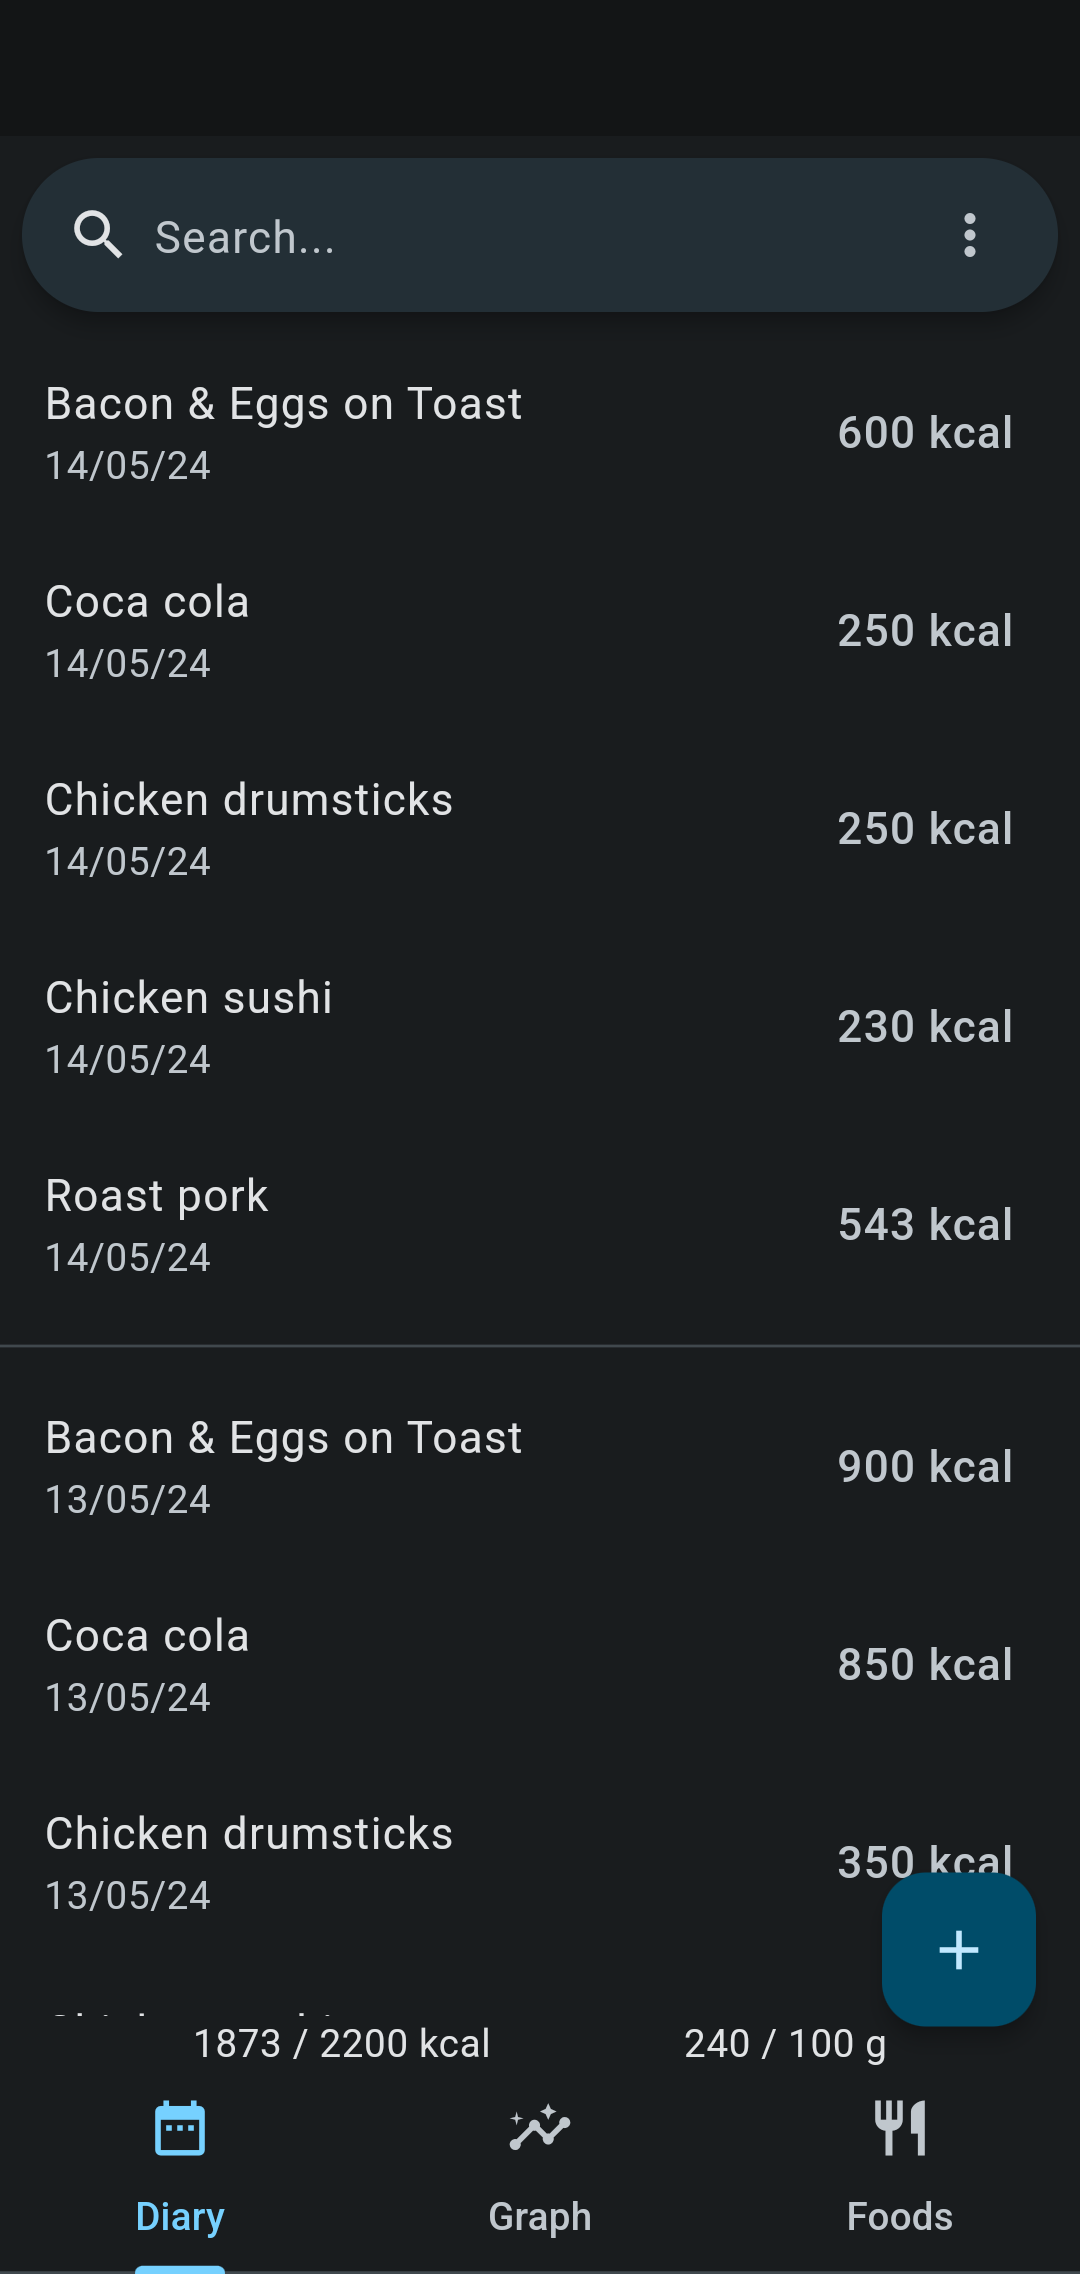 Search...
Bacon & Eggs on Toast
14/05/24
600 kcal
Coca cola
14/05/24
250 kcal
Chicken drumsticks
14/05/24
250 kcal
Chicken sushi
14/05/24
230 kcal
Roast pork
14/05/24
543 kcal
Bacon & Eggs on Toast
13/05/24
900 kcal
Coca cola
13/05/24
850 kcal
Chicken drumsticks
13/05/24
350 kcal
1873 / 2200 kcal
240 / 100 g
Diary
Graph
Foods